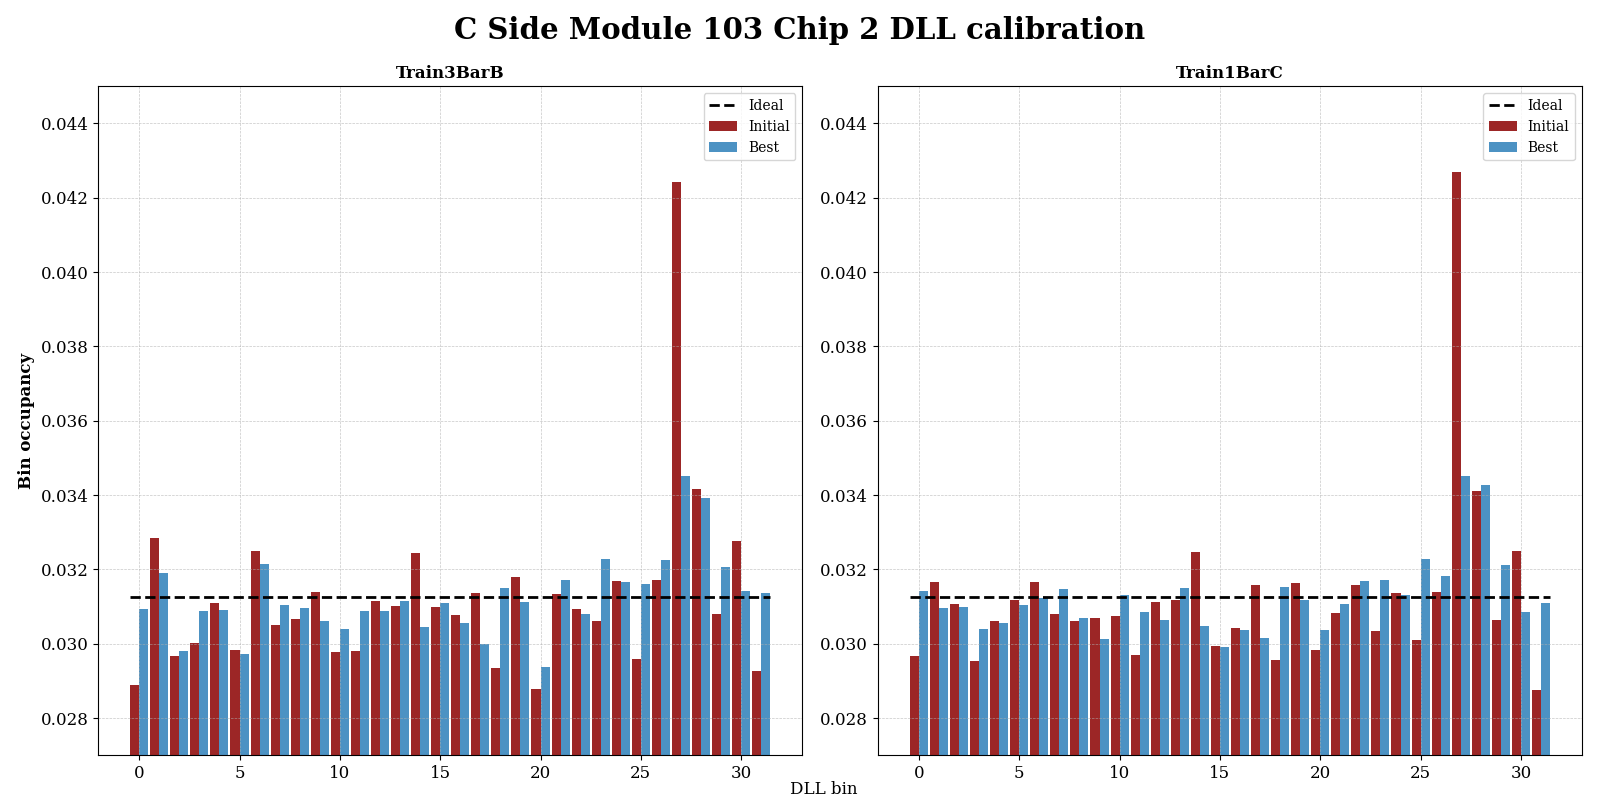 C Side Module 103 Chip 2 DLL calibration
Train3BarB
Train1BarC
Ideal
Initial
Best
Ideal
Initial
Best
Bin occupancy
0.044
0.042
0.040
0.038
0.036
0.034
0.032
0.030
0.028
0.044
0.042
0.040
0.038
0.036
0.034
0.032
0.030
0.028
0 5 10 15 20 25 30
0 5 10 15 20 25 30
DLL bin